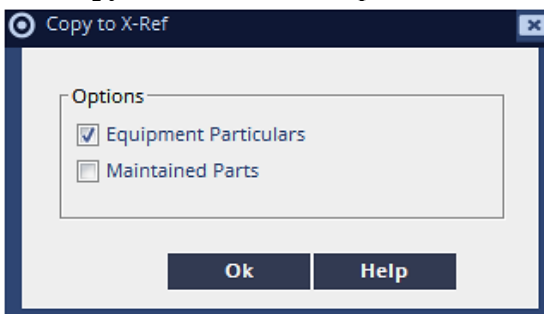 Copy to X-Ref
Options
Equipment Particulars
Maintained Parts
Ok
Help